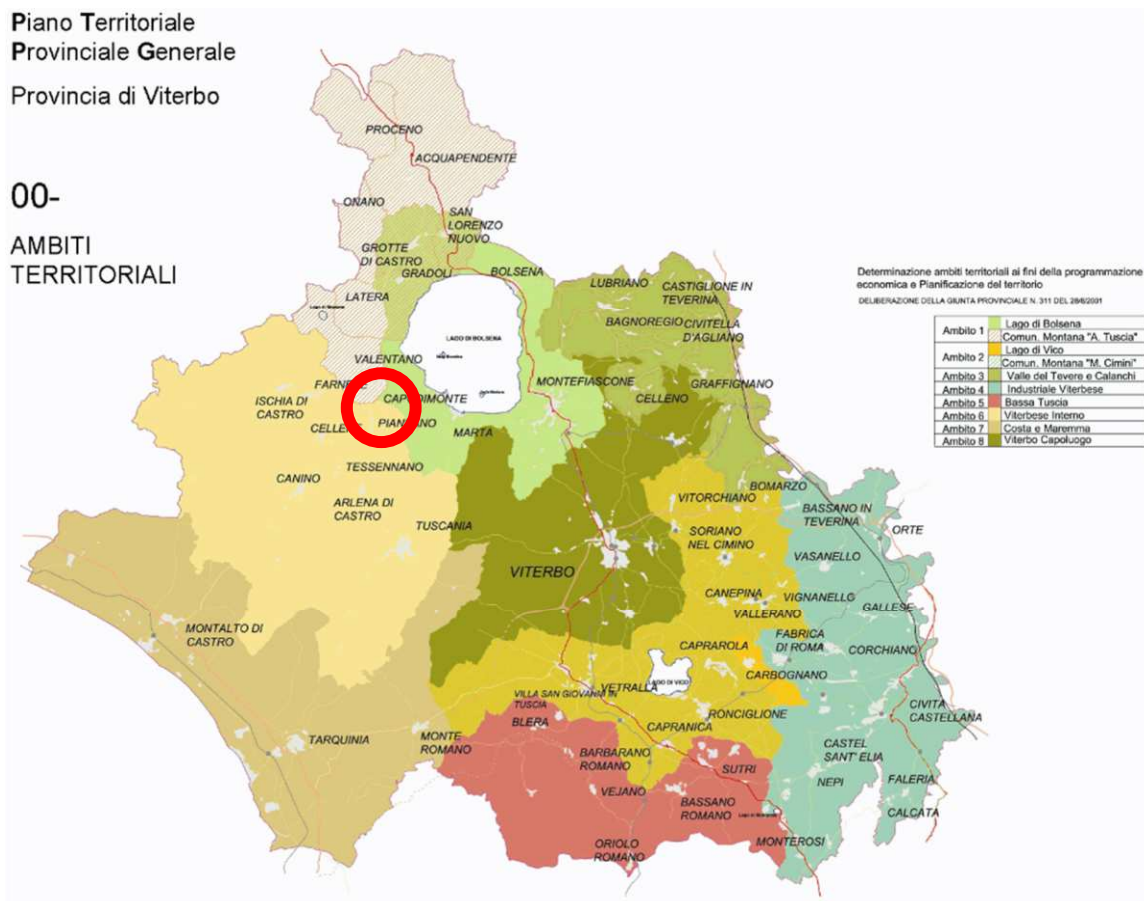 Piano Territoriale
Provinciale Generale
Provincia di Viterbo
00-
AMBITI
TERRITORIALI
PROCENO
ACQUAPENDENTE
ONANO
SAN
LORENZO
NUOVO
GROTTE
DI CASTRO
GRADOLI
BOLSENA
LATERA
LAGO DI BOLSENA
VALENTANO
FARNESE
ISCHIA DI
CASTRO
CAPODIMONTE
CELLERE
PIANSANO
MARTA
MONTEFIASCONE
LUBRIANO
CASTIGLIONE IN
TEVERINA
BAGNOREGIO
CIVITELLA
D'AGLIANO
GRAFFIGNANO
CELLENO
TESSENNANO
CANINO
ARLENA DI
CASTRO
TUSCANIA
BOMARZO
VITORCHIANO
BASSANO IN
TEVERINA
ORTE
SORIANO
NEL CIMINO
VASANELLO
VITERBO
CANEPINA
VIGNANELLO
VALLERANO
GALLESE
MONTALTO DI
CASTRO
CAPRAROLA
FABRICA
DI ROMA
CORCHIANO
LAGO DI VICO
CARBOGNANO
VETRALLA
VILLA SAN GIOVANNI IN
TUSCIA
BLERA
RONCIGLIONE
CAPRANICA
CIVITA
CASTELLANA
TARQUINIA
MONTE
ROMANO
BARBARANO
ROMANO
SUTRI
CASTEL
SANT' ELIA
NEPI
FALERIA
VEJANO
BASSANO
ROMANO
CALCATA
MONTEROSI
ORIOLO
ROMANO
Determinazione ambiti territoriali ai fini della programmazione
economica e Pianificazione del territorio
DELIBERAZIONE DELLA GIUNTA PROVINCIALE N. 311 DEL 28/6/2001
Ambito 1 Lago di Bolsena
Comun. Montana "A. Tuscia"
Ambito 2 Lago di Vico
Comun. Montana "M. Cimini"
Ambito 3 Valle del Tevere e Calanchi
Ambito 4 Industriale Viterbese
Ambito 5 Bassa Tuscia
Ambito 6 Viterbese Interno
Ambito 7 Costa e Maremma
Ambito 8 Viterbo Capoluogo